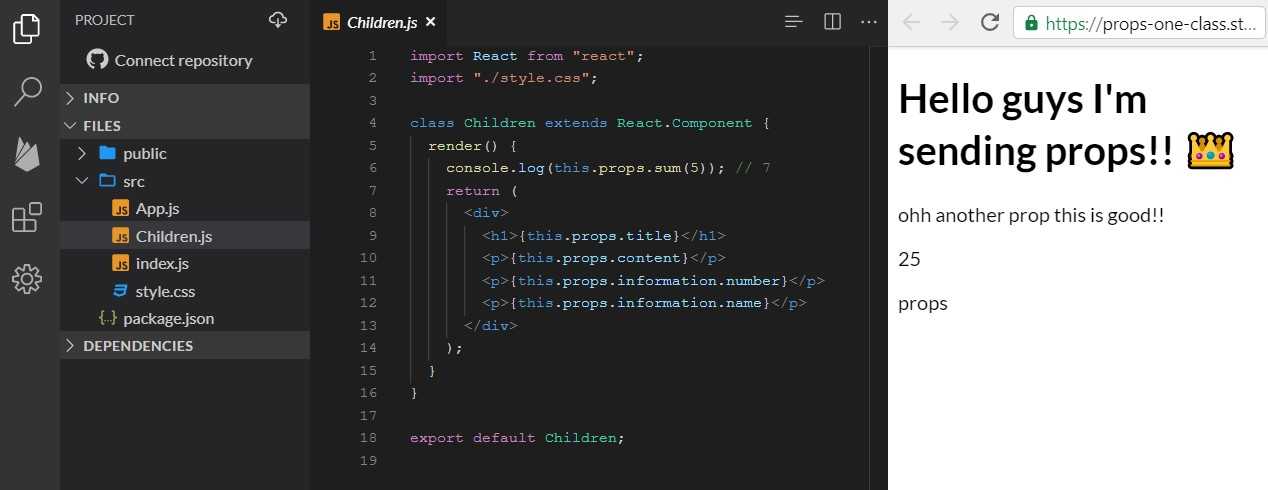 PROJECT
Connect repository
INFO
FILES
public
src
JS App.js
JS Children.js
JS index.js
style.css
{..} package.json
DEPENDENCIES
JS Children.js ×
1 import React from "react";
2 import "./style.css";
3
4 class Children extends React.Component {
5 render() {
6 console.log(this.props.sum(5)); // 7
7 return (
8 <div>
9 <h1>{this.props.title}</h1>
10 <p>{this.props.content}</p>
11 <p>{this.props.information.number}</p>
12 <p>{this.props.information.name}</p>
13 </div>
14 );
15 }
16 }
17
18 export default Children;
19
https://props-one-class.st...
Hello guys I'm
sending props!! 👑
ohh another prop this is good!!
25
props